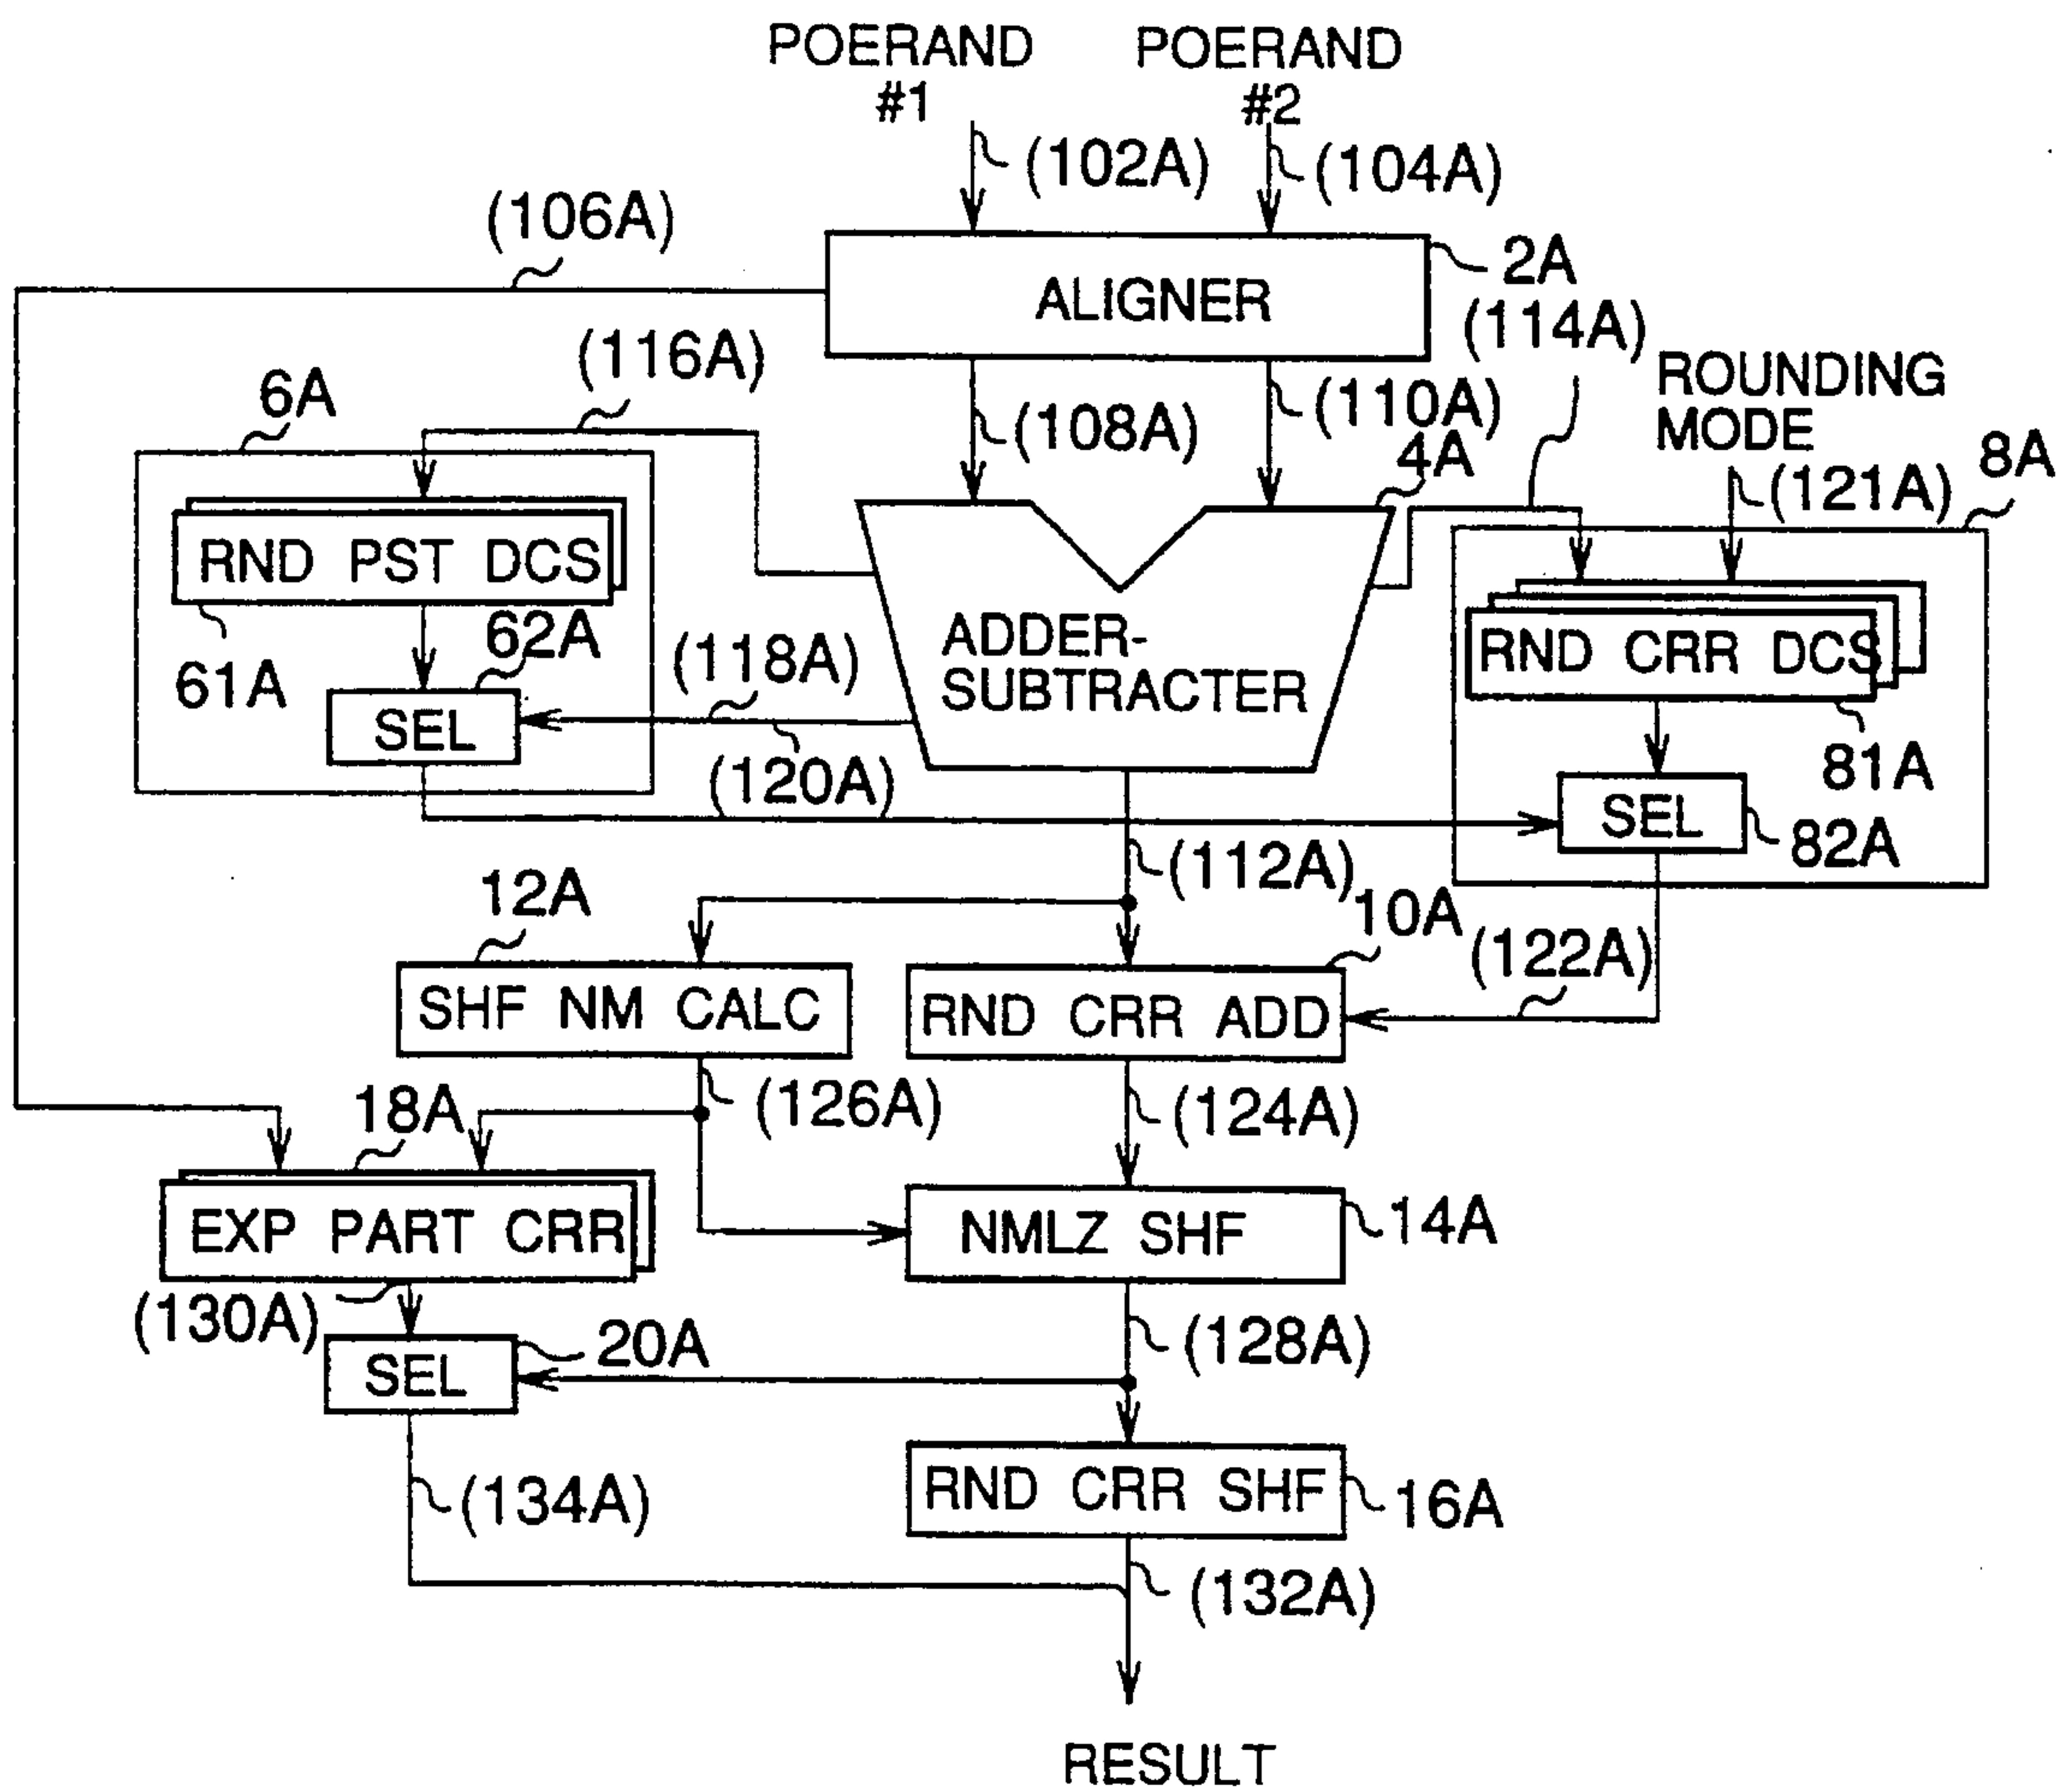 POERAND
#1
POERAND
#2
(102A)
(104A)
(106A)
ALIGNER
2A
(114A)
(116A)
ROUNDING
MODE
6A
(108A)
(110A)
4A
8A
(121A)
RND PST DCS
61A
62A
(118A)
ADDER-
SUBTRACTER
RND CRR DCS
81A
SEL
(120A)
SEL
82A
(112A)
12A
10A
(122A)
SHF NM CALC
RND CRR ADD
(126A)
(124A)
18A
EXP PART CRR
NMLZ SHF
14A
(130A)
20A
(128A)
SEL
RND CRR SHF
16A
(134A)
(132A)
RESULT